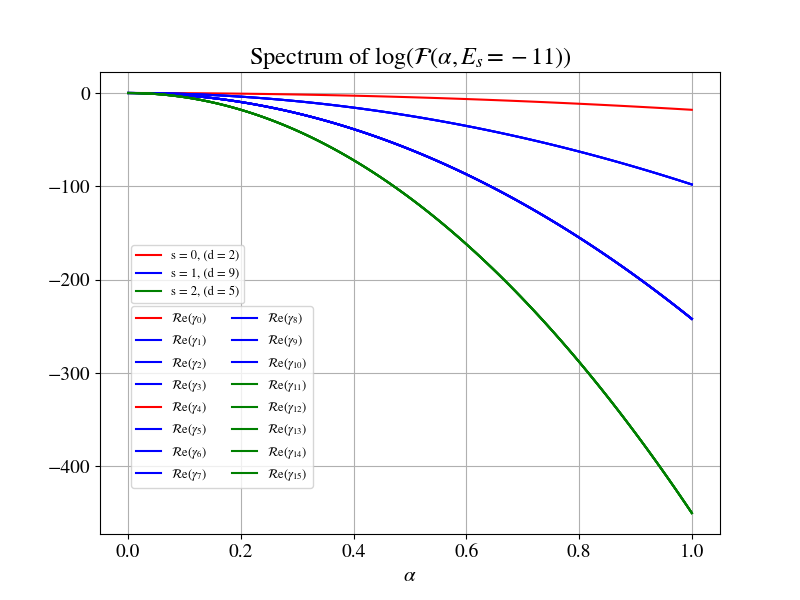 Spectrum of log(ℱ(α, E_s = −11))
0
−100
−200
−300
−400
s = 0, (d = 2)
s = 1, (d = 9)
s = 2, (d = 5)
ℛe(γ₀) ℛe(γ₈)
ℛe(γ₁) ℛe(γ₉)
ℛe(γ₂) ℛe(γ₁₀)
ℛe(γ₃) ℛe(γ₁₁)
ℛe(γ₄) ℛe(γ₁₂)
ℛe(γ₅) ℛe(γ₁₃)
ℛe(γ₆) ℛe(γ₁₄)
ℛe(γ₇) ℛe(γ₁₅)
0.0 0.2 0.4 0.6 0.8 1.0
α